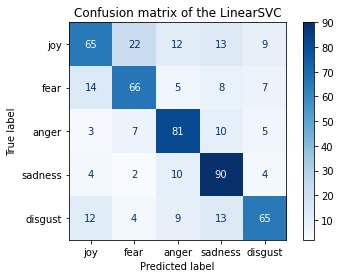 Confusion matrix of the LinearSVC
True label
joy 65 22 12 13 9
fear 14 66 5 8 7
anger 3 7 81 10 5
sadness 4 2 10 90 4
disgust 12 4 9 13 65
joy fear anger sadness disgust
Predicted label
90
80
70
60
50
40
30
20
10